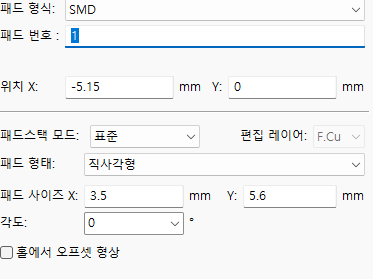 패드 형식: SMD
패드 번호 : 1
위치 X: -5.15 mm Y: 0 mm
패드스택 모드: 표준 편집 레이어: F.Cu
패드 형태: 직사각형
패드 사이즈 X: 3.5 mm Y: 5.6 mm
각도: 0 °
홀에서 오프셋 형상